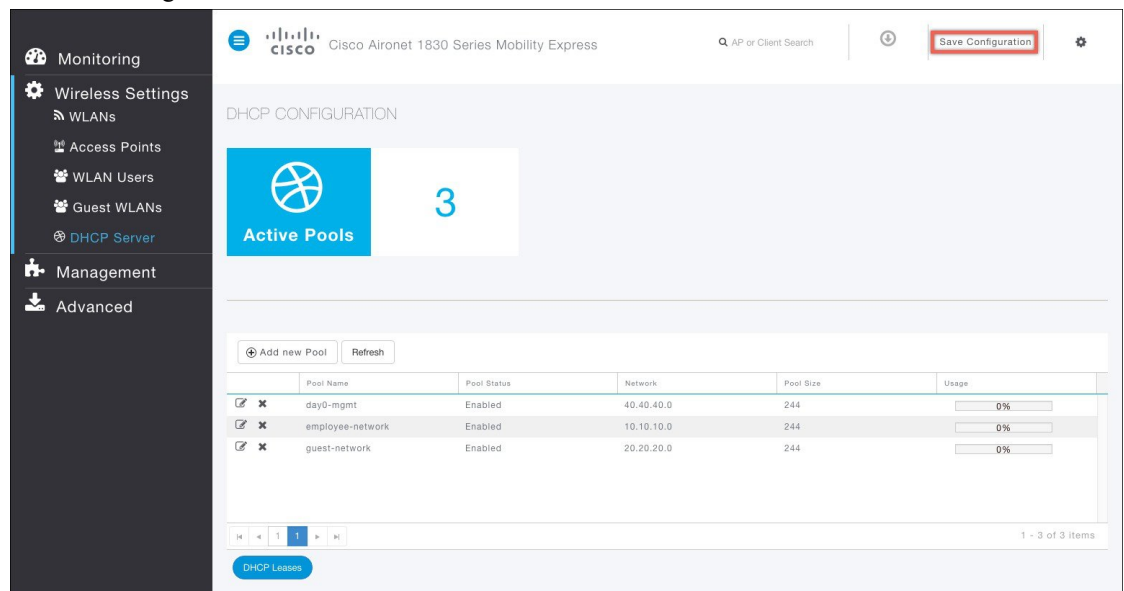 Monitoring
Wireless Settings
WLANs
Access Points
WLAN Users
Guest WLANs
DHCP Server
Management
Advanced
CISCO Cisco Aironet 1830 Series Mobility Express
AP or Client Search
Save Configuration
DHCP CONFIGURATION
Active Pools
3
Add new Pool Refresh
Pool Name Pool Status Network Pool Size Usage
day0-mgmt Enabled 40.40.40.0 244 0%
employee-network Enabled 10.10.10.0 244 0%
guest-network Enabled 20.20.20.0 244 0%
1 1 1 - 3 of 3 items
DHCP Leases